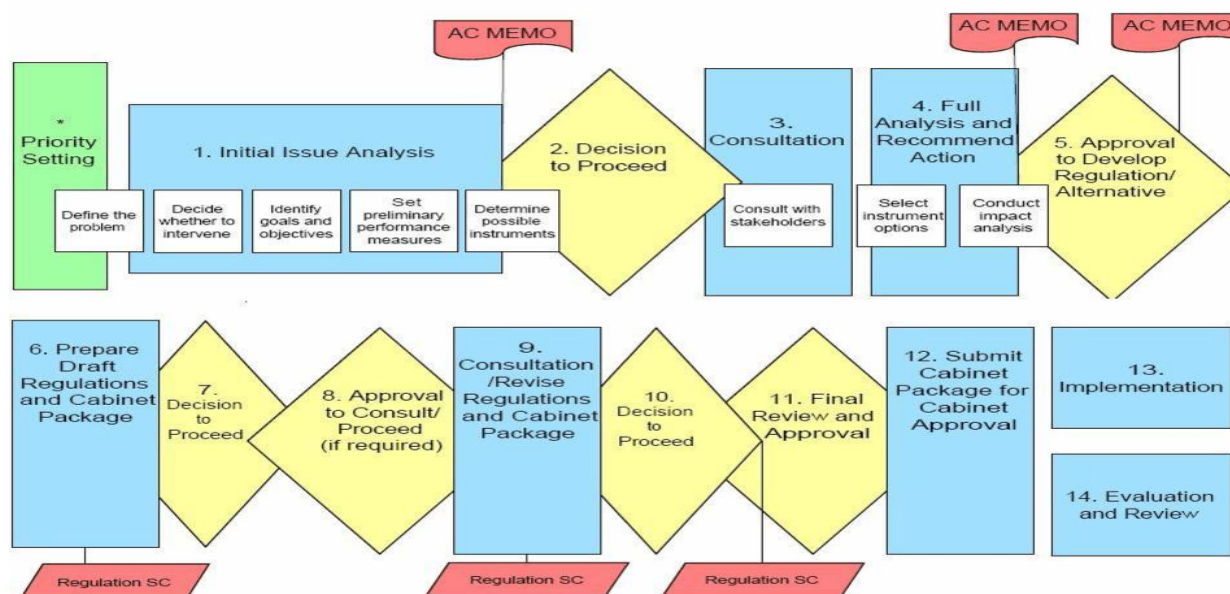 AC MEMO
AC MEMO
AC MEMO
*
Priority
Setting
1. Initial Issue Analysis
2. Decision
to Proceed
3.
Consultation
4. Full
Analysis and
Recommend
Action
5. Approval
to Develop
Regulation/
Alternative
Define the
problem
Decide
whether to
intervene
Identify
goals and
objectives
Set
preliminary
performance
measures
Determine
possible
instruments
Consult with
stakeholders
Select
instrument
options
Conduct
impact
analysis
6. Prepare
Draft
Regulations
and Cabinet
Package
7.
Decision
to
Proceed
8. Approval
to Consult/
Proceed
(if required)
9.
Consultation
/Revise
Regulations
and Cabinet
Package
10.
Decision
to
Proceed
11. Final
Review and
Approval
12. Submit
Cabinet
Package for
Cabinet
Approval
13.
Implementation
14. Evaluation
and Review
Regulation SC
Regulation SC
Regulation SC